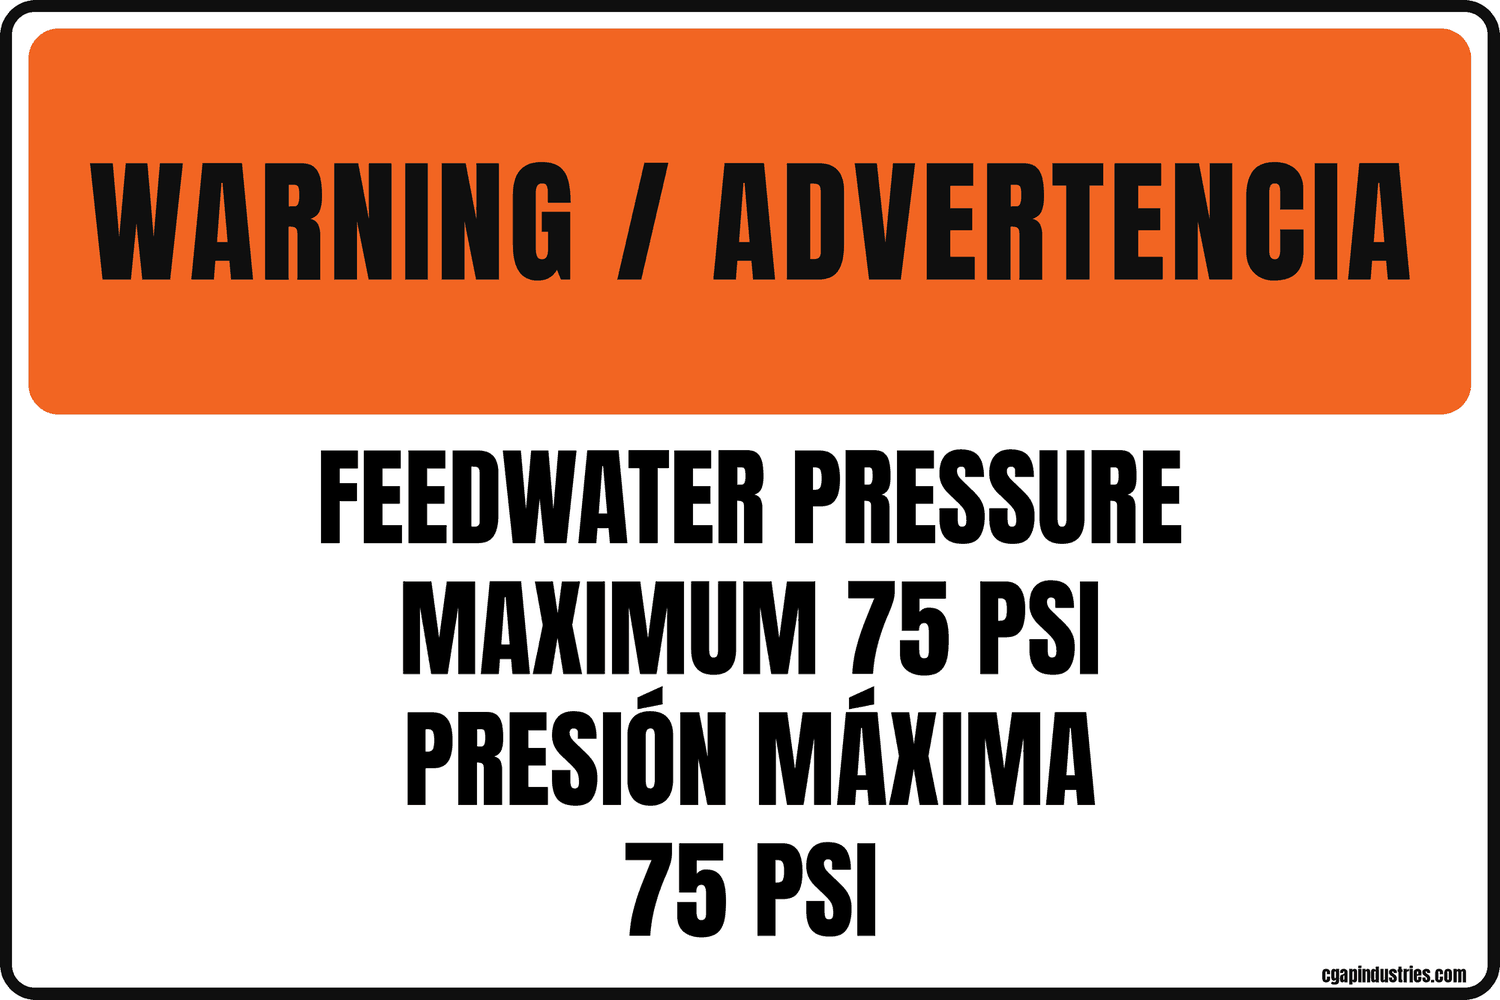 WARNING / ADVERTENCIA
FEEDWATER PRESSURE
MAXIMUM 75 PSI
PRESIÓN MÁXIMA
75 PSI
cgapindustries.com